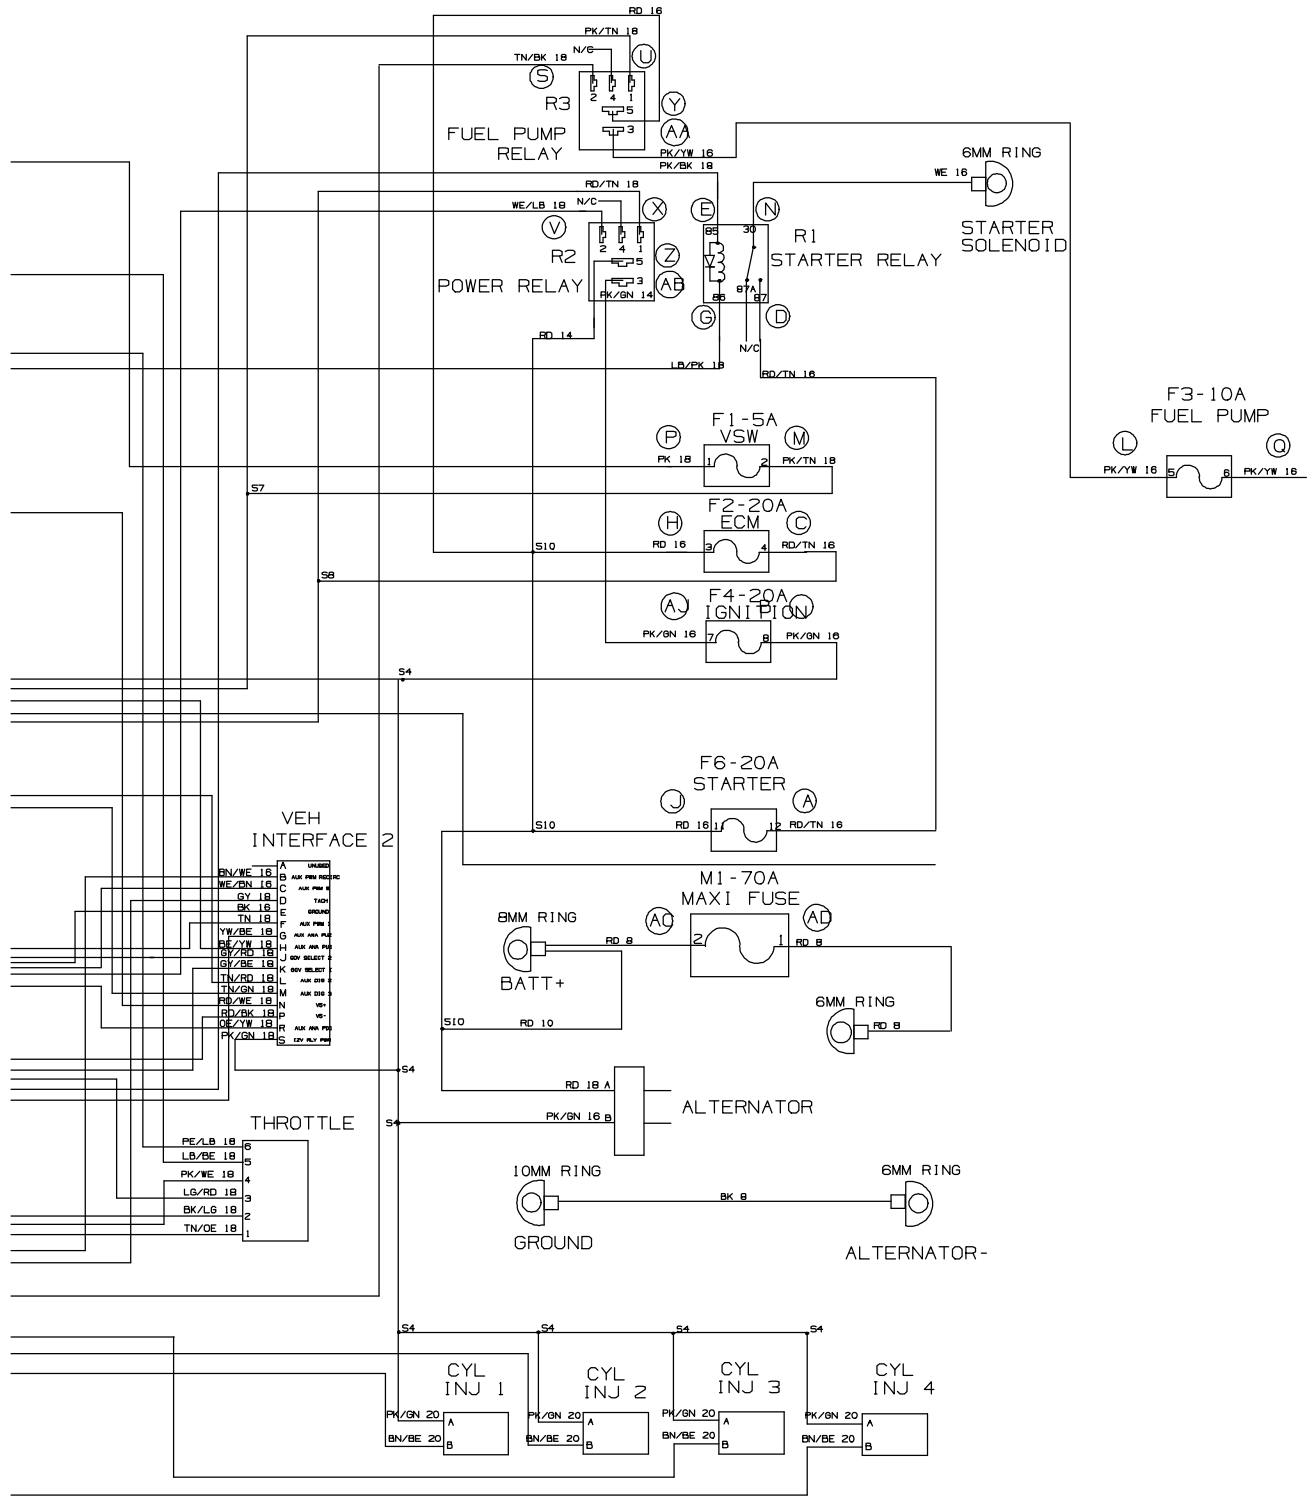 RD 16
PK/TN 18
N/C
U
TN/BK 18
S
2 4 1
R3
5
Y
FUEL PUMP
RELAY
3
AA
PK/YW 16
PK/BK 18
6MM RING
WE 16
STARTER
SOLENOID
RD/TN 18
N/C
WE/LB 18
X
V
E
N
85
30
R1
STARTER RELAY
2 4 1
R2
5
Z
POWER RELAY
3
AB
PK/GN 14
87A
86
87
G
D
RD 14
N/C
LB/PK 18
RD/TN 16
F3-10A
FUEL PUMP
L
Q
PK/YW 16
5
6
PK/YW 16
F1-5A
VSW
P
M
PK 18
1
2
PK/TN 18
S7
F2-20A
ECM
H
C
RD 16
3
4
RD/TN 16
S10
S8
F4-20A
IGNITION
AJ
B
PK/GN 16
7
8
PK/GN 16
S4
F6-20A
STARTER
J
A
S10
RD 16
11
12
RD/TN 16
VEH
INTERFACE 2
A UNUSED
BN/WE 16 B AUX PWM RECIRC
WE/BN 16 C AUX PWM
GY 18 D TACH
BK 16 E GROUND
TN 18 F AUX PWM 1
YW/BE 18 G AUX ANA
BE/YW 18 H AUX ANA
GY/RD 18 J GOV SELECT 2
GY/BE 18 K GOV SELECT 1
TN/RD 18 L AUX DIG 2
TN/GN 18 M AUX DIG 3
RD/WE 18 N VS+
RD/BK 18 P VS-
OE/YW 18 R AUX ANA
PK/GN 18 S 12V RLY PWR
M1-70A
MAXI FUSE
8MM RING
AC
AD
RD 8
2
1
RD 8
BATT+
6MM RING
RD 8
S10
RD 10
S4
RD 18 A
PK/GN 16 B
ALTERNATOR
S4
THROTTLE
PE/LB 18 6
LB/BE 18 5
PK/WE 18 4
LG/RD 18 3
BK/LG 18 2
TN/OE 18 1
10MM RING
6MM RING
BK 8
GROUND
ALTERNATOR-
S4
S4
S4
S4
CYL
INJ 1
CYL
INJ 2
CYL
INJ 3
CYL
INJ 4
PK/GN 20 A
BN/BE 20 B
PK/GN 20 A
BN/BE 20 B
PK/GN 20 A
BN/BE 20 B
PK/GN 20 A
BN/BE 20 B